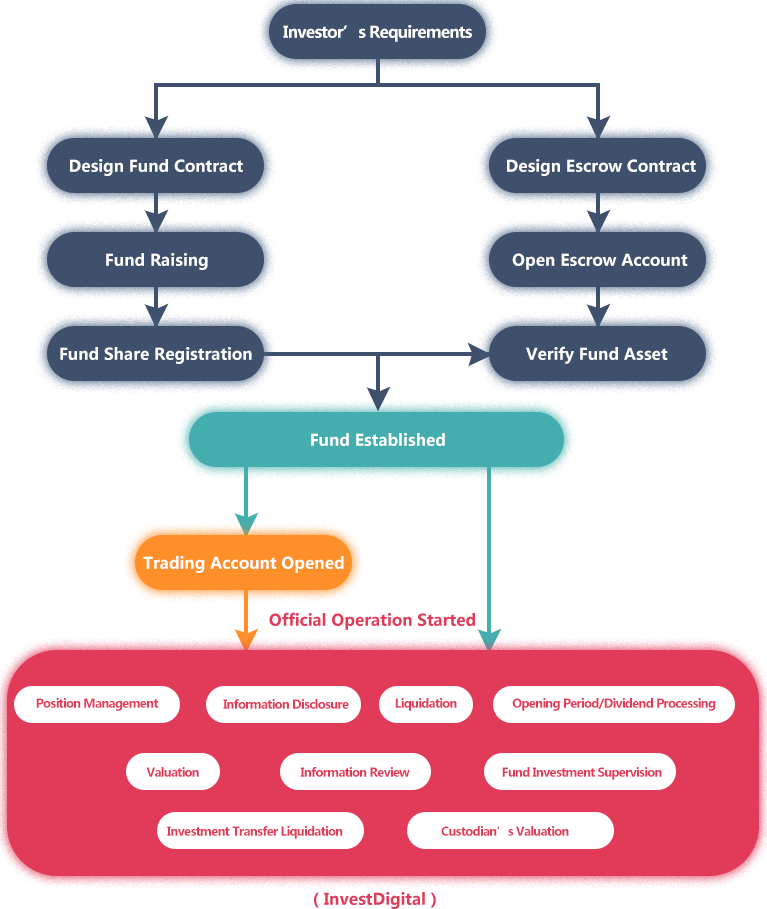 Investor’s Requirements
Design Fund Contract
Design Escrow Contract
Fund Raising
Open Escrow Account
Fund Share Registration
Verify Fund Asset
Fund Established
Trading Account Opened
Official Operation Started
Position Management
Information Disclosure
Liquidation
Opening Period/Dividend Processing
Valuation
Information Review
Fund Investment Supervision
Investment Transfer Liquidation
Custodian’s Valuation
( InvestDigital )